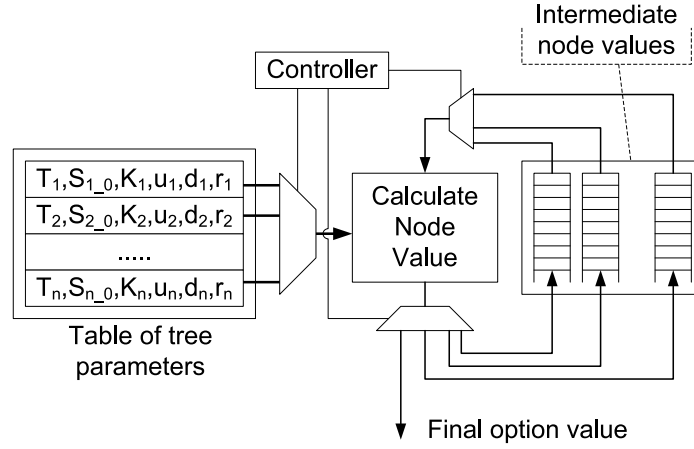 Intermediate
node values
Controller
T₁,S₁_₀,K₁,u₁,d₁,r₁
T₂,S₂_₀,K₂,u₂,d₂,r₂
.....
Tₙ,Sₙ_₀,Kₙ,uₙ,dₙ,rₙ
Calculate
Node
Value
Table of tree
parameters
Final option value